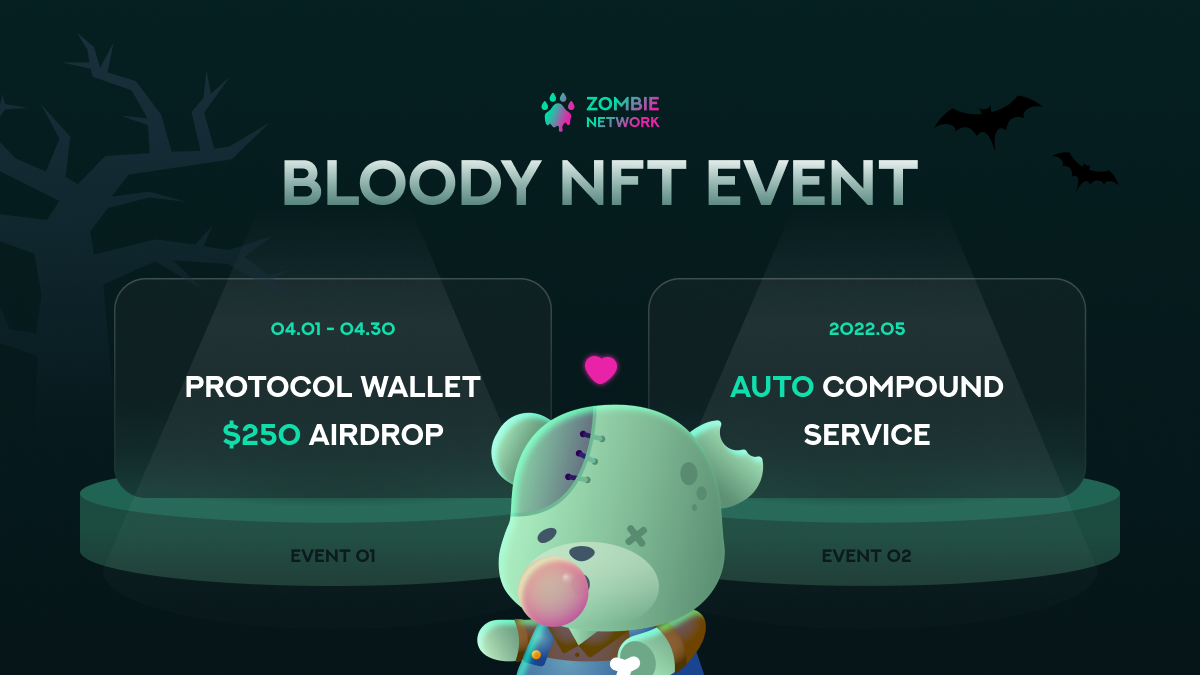 ZOMBIE
NETWORK
BLOODY NFT EVENT
04.01 - 04.30
PROTOCOL WALLET
$250 AIRDROP
EVENT 01
2022.05
AUTO COMPOUND
SERVICE
EVENT 02